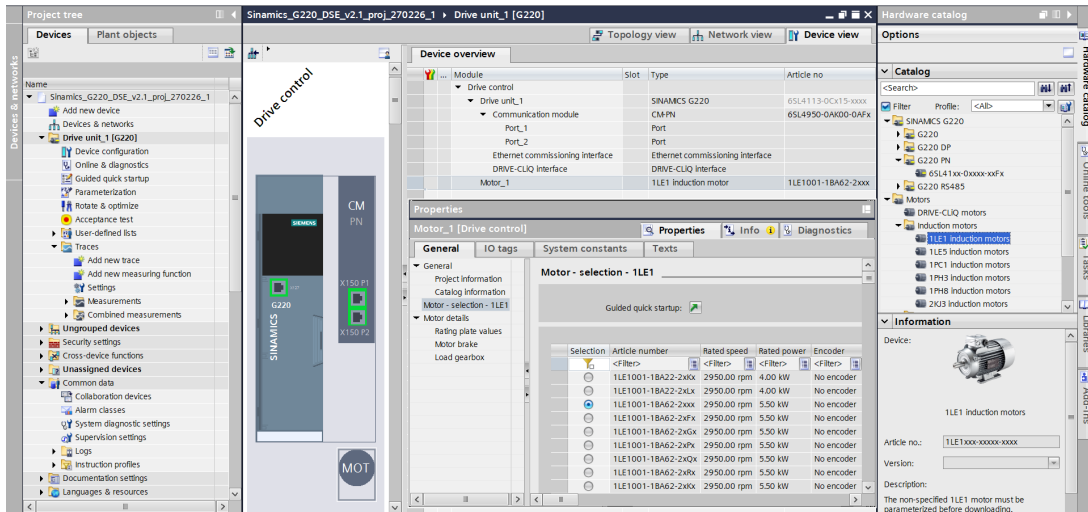 Project tree
Devices
Plant objects
Name
Sinamics_G220_DSE_v2.1_proj_270226_1
Add new device
Devices & networks
Drive unit_1 [G220]
Device configuration
Online & diagnostics
Guided quick startup
Parameterization
Rotate & optimize
Acceptance test
User-defined lists
Traces
Add new trace
Add new measuring function
Settings
Measurements
Combined measurements
Ungrouped devices
Security settings
Cross-device functions
Unassigned devices
Common data
Collaboration devices
Alarm classes
System diagnostic settings
Supervision settings
Logs
Instruction profiles
Documentation settings
Languages & resources
Devices & networks
Sinamics_G220_DSE_v2.1_proj_270226_1 ▸ Drive unit_1 [G220]
Topology view
Network view
Device view
Drive control
SIEMENS
CM
PN
X150 P1
G220
SINAMICS
X150 P2
MOT
Device overview
... Module Slot Type Article no
Drive control
Drive unit_1 SINAMICS G220 6SL4113-0Cx15-xxxx
Communication module CM-PN 6SL4950-0AK00-0AFx
Port_1 Port
Port_2 Port
Ethernet commissioning interface Ethernet commissioning interface
DRIVE-CLiQ interface DRIVE-CLiQ interface
Motor_1 1LE1 induction motor 1LE1001-1BA62-2xxx
Properties
Motor_1 [Drive control]
Properties
Info
Diagnostics
General
IO tags
System constants
Texts
General
Project information
Catalog information
Motor - selection - 1LE1
Motor details
Rating plate values
Motor brake
Load gearbox
Motor - selection - 1LE1
Guided quick startup:
Selection Article number Rated speed Rated power Encoder
<Filter> <Filter> <Filter> <Filter>
1LE1001-1BA22-2xKx 2950.00 rpm 4.00 kW No encoder
1LE1001-1BA22-2xLx 2950.00 rpm 4.00 kW No encoder
1LE1001-1BA62-2xxx 2950.00 rpm 5.50 kW No encoder
1LE1001-1BA62-2xFx 2950.00 rpm 5.50 kW No encoder
1LE1001-1BA62-2xGx 2950.00 rpm 5.50 kW No encoder
1LE1001-1BA62-2xPx 2950.00 rpm 5.50 kW No encoder
1LE1001-1BA62-2xQx 2950.00 rpm 5.50 kW No encoder
1LE1001-1BA62-2xRx 2950.00 rpm 5.50 kW No encoder
1LE1001-1BA62-2xKx 2950.00 rpm 5.50 kW No encoder
Hardware catalog
Options
Catalog
<Search>
Filter Profile: <All>
SINAMICS G220
G220
G220 DP
G220 PN
6SL41xx-0xxxx-xxFx
G220 RS485
Motors
DRIVE-CLiQ motors
Induction motors
1LE1 induction motors
1LE5 induction motors
1PC1 induction motors
1PH3 induction motors
1PH8 induction motors
2KJ3 induction motors
Information
Device:
1LE1 induction motors
Article no.: 1LE1xxx-xxxxx-xxxx
Version:
Description:
The non-specified 1LE1 motor must be
parameterized before downloading.
Hardware catalog
Online tools
Tasks
Libraries
Add-ins